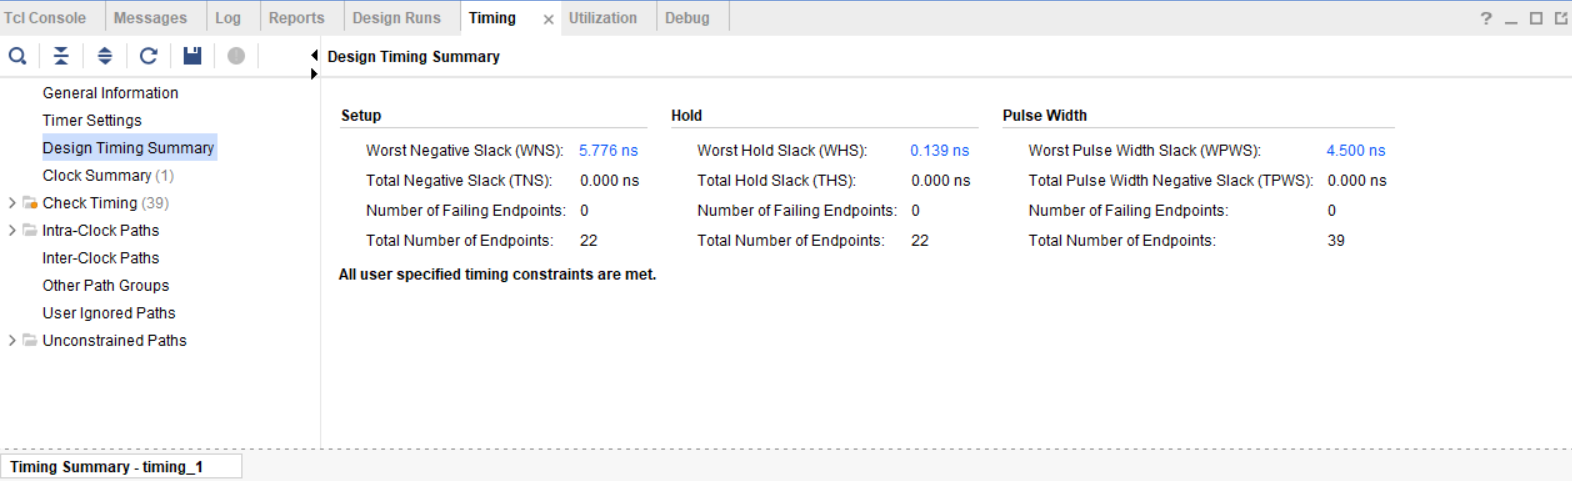 Tcl Console Messages Log Reports Design Runs Timing × Utilization Debug ?
Design Timing Summary
General Information
Timer Settings
Design Timing Summary
Clock Summary (1)
Check Timing (39)
Intra-Clock Paths
Inter-Clock Paths
Other Path Groups
User Ignored Paths
Unconstrained Paths
Setup Hold Pulse Width
Worst Negative Slack (WNS): 5.776 ns Worst Hold Slack (WHS): 0.139 ns Worst Pulse Width Slack (WPWS): 4.500 ns
Total Negative Slack (TNS): 0.000 ns Total Hold Slack (THS): 0.000 ns Total Pulse Width Negative Slack (TPWS): 0.000 ns
Number of Failing Endpoints: 0 Number of Failing Endpoints: 0 Number of Failing Endpoints: 0
Total Number of Endpoints: 22 Total Number of Endpoints: 22 Total Number of Endpoints: 39
All user specified timing constraints are met.
Timing Summary - timing_1